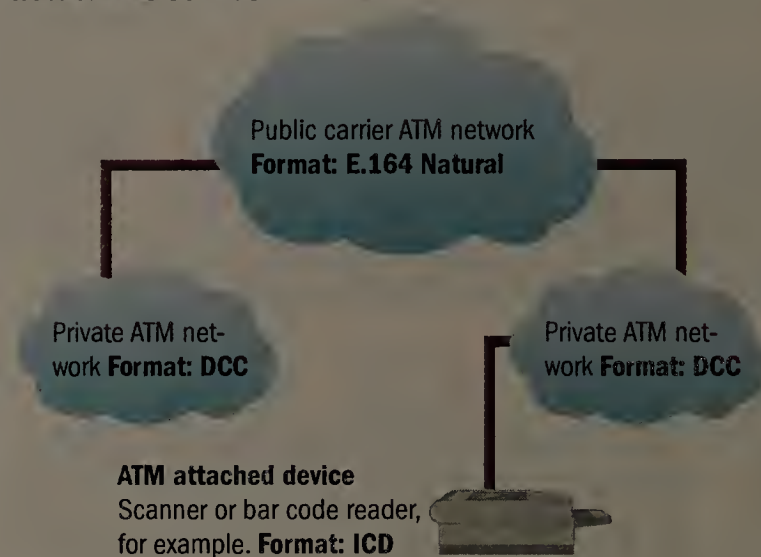 Public carrier ATM network
Format: E.164 Natural
Private ATM net-
work Format: DCC
Private ATM net-
work Format: DCC
ATM attached device
Scanner or bar code reader,
for example. Format: ICD